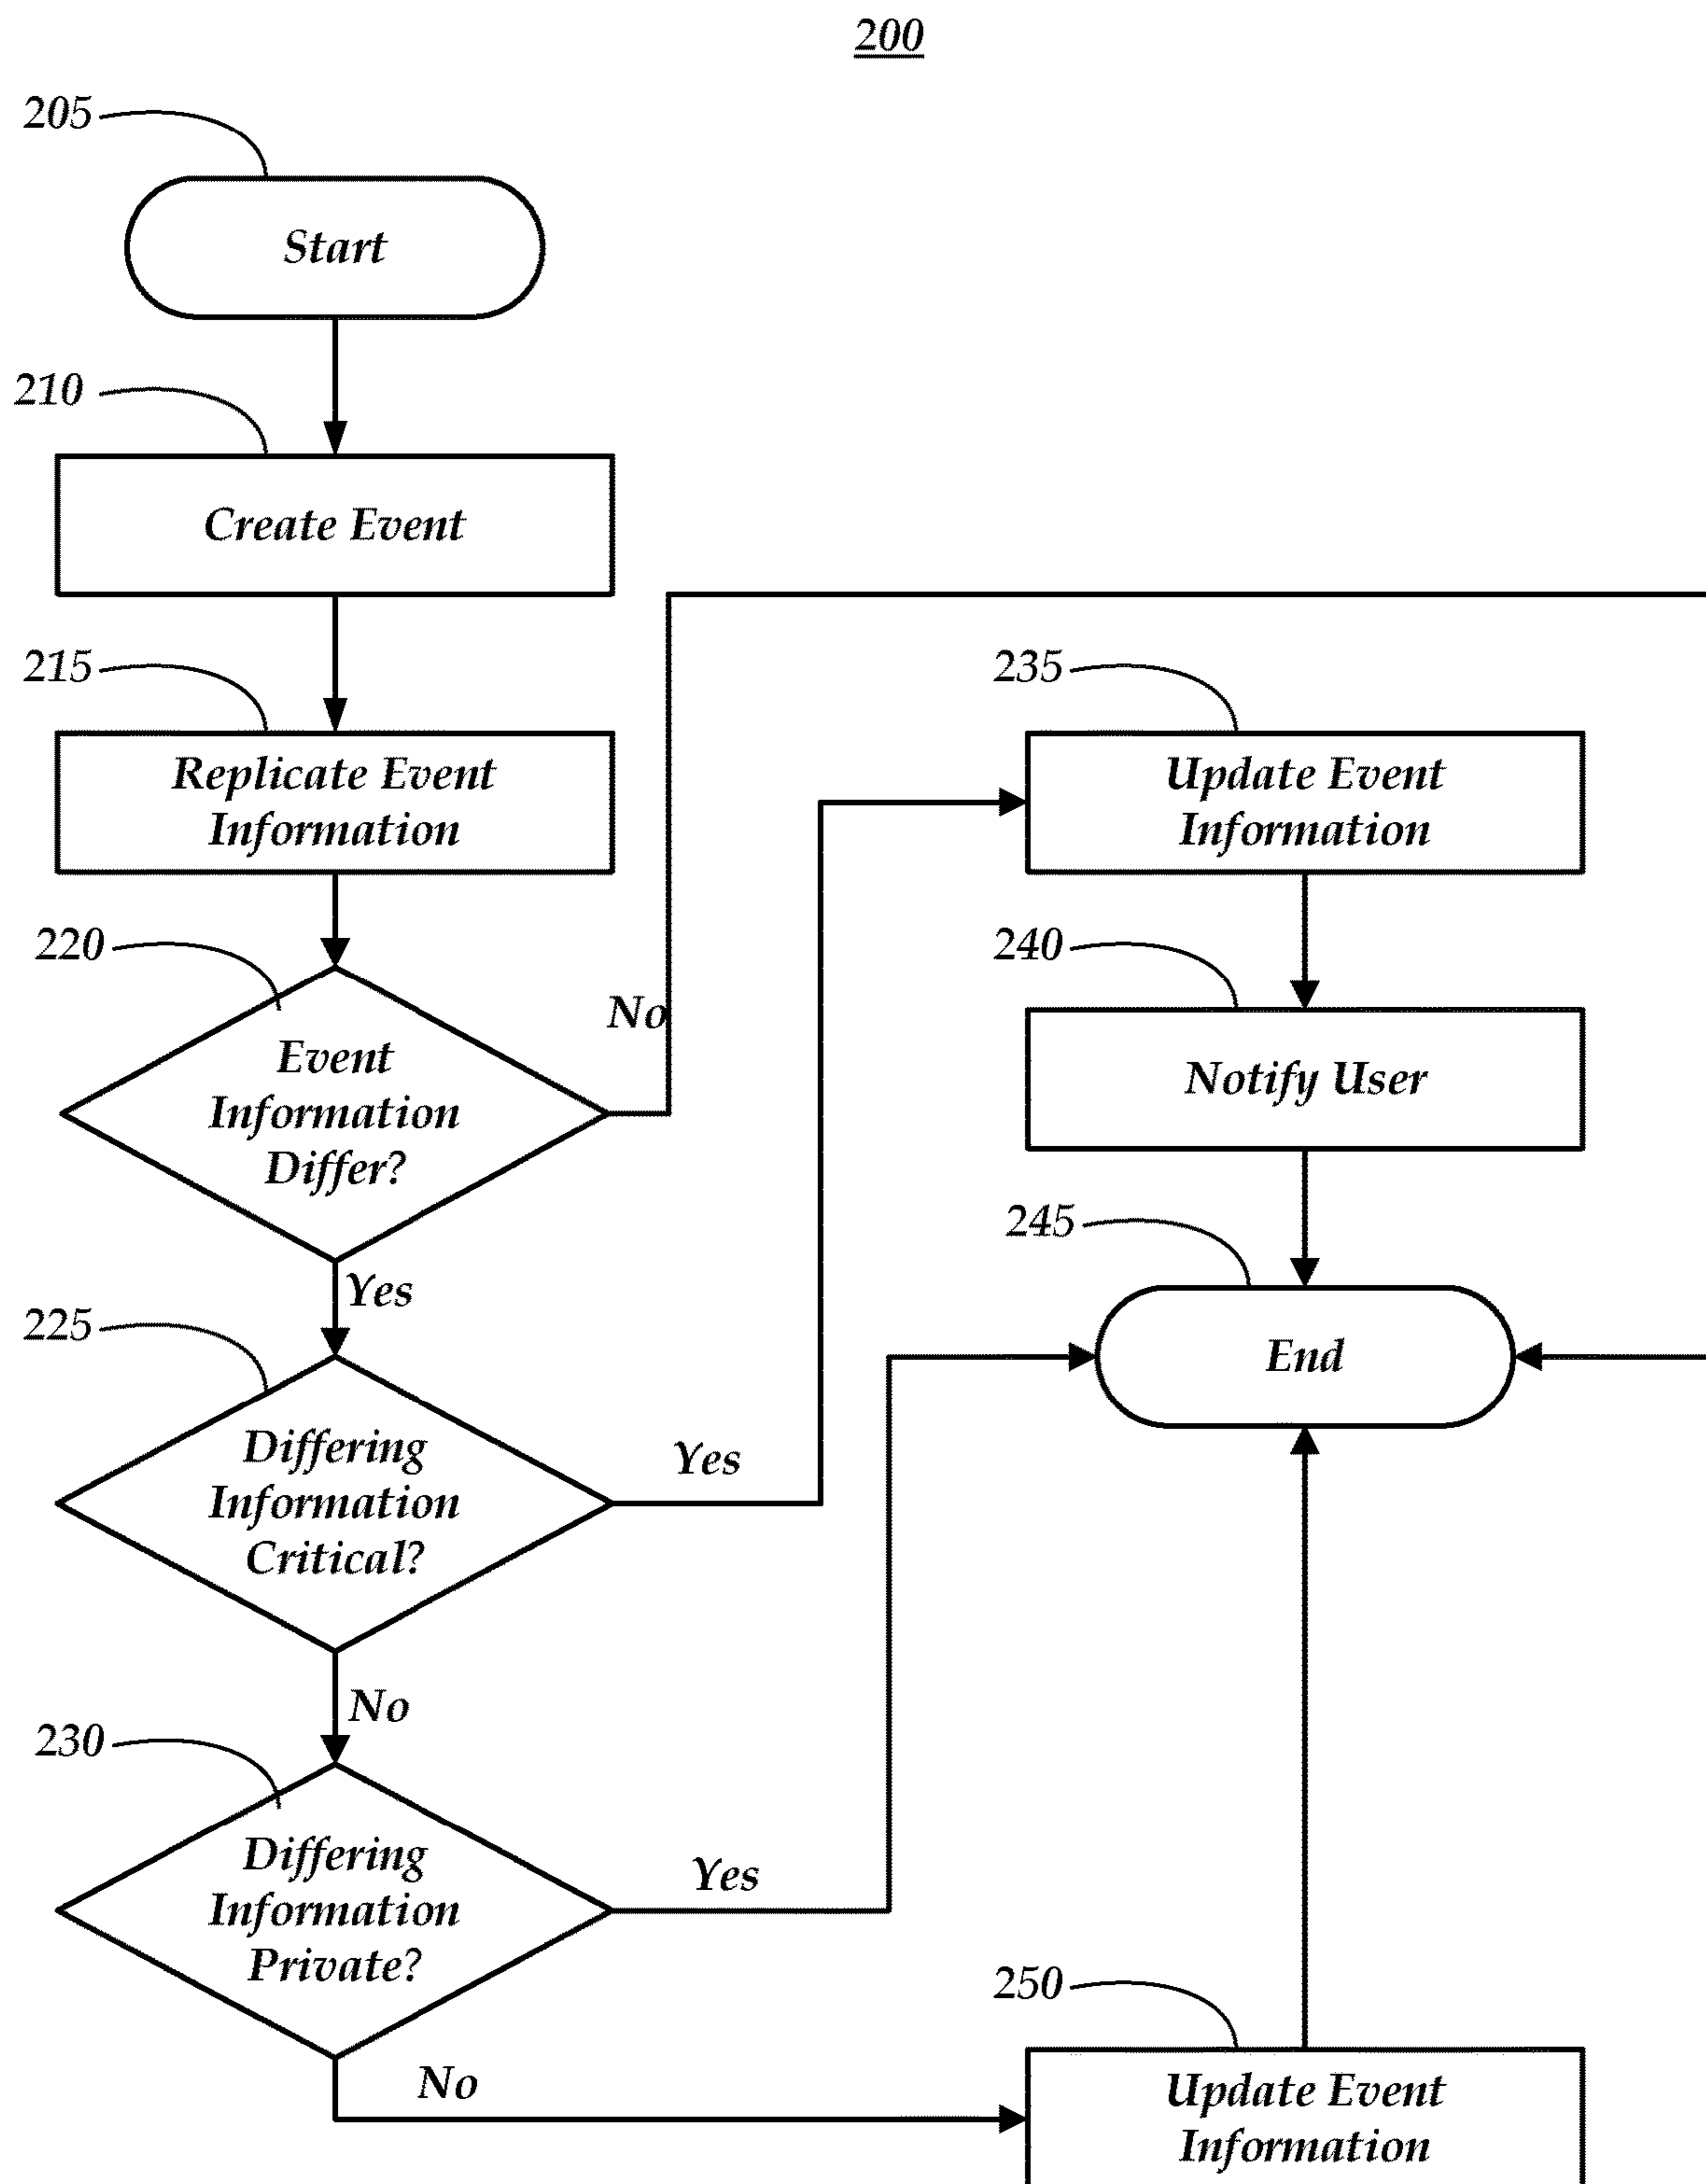 200
205
Start
210
Create Event
215
Replicate Event
Information
220
Event
Information
Differ?
No
Yes
225
Differing
Information
Critical?
Yes
No
230
Differing
Information
Private?
Yes
No
235
Update Event
Information
240
Notify User
245
End
250
Update Event
Information